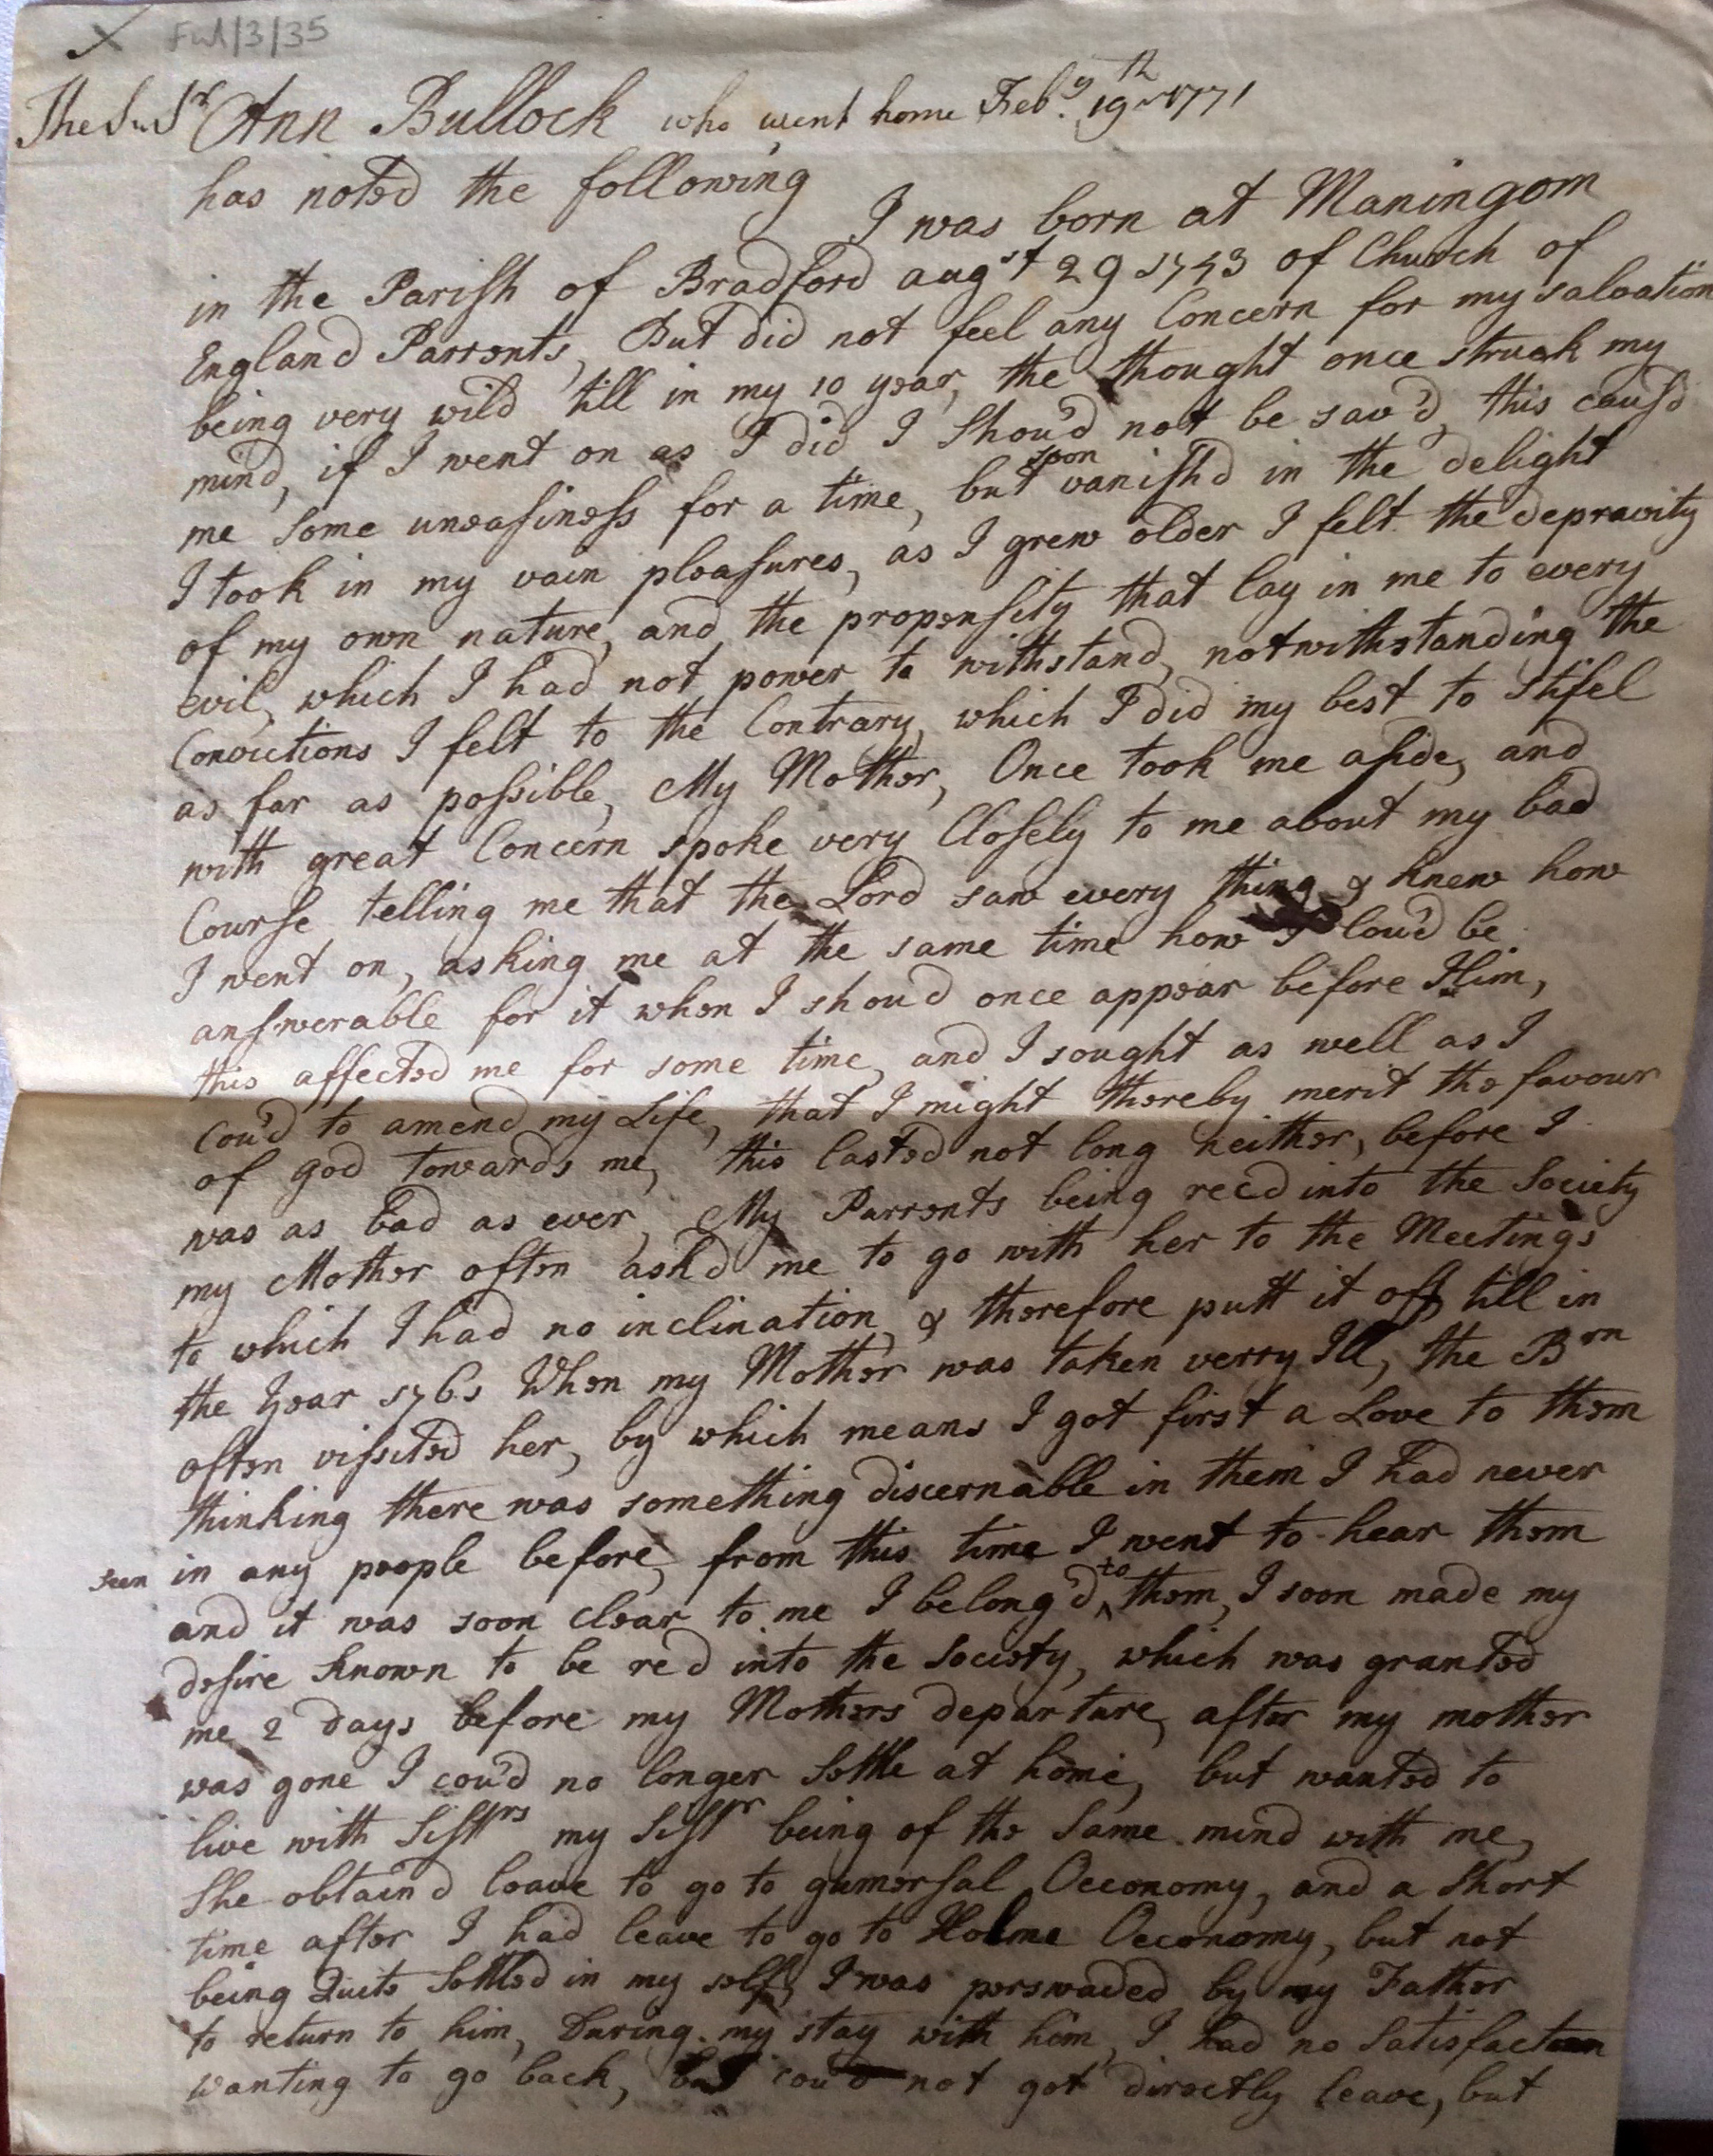 Ful/3/35
The Sin Sr Ann Bullock who went home Feby. 19th 1771
has noted the following
I was born at Maningom
in the Parish of Bradford augst 29 1743 of Church of
England Parrents, But did not feel any Concern for my salvation
being very wild till in my 10 year, the thought once struck my
mind, if I went on as I did I Shou'd not be sav'd, this caus'd
me Some uneasiness for a time, but soon vanish'd in the delight
I took in my vain pleasures, as I grew older I felt the depravity
of my own nature, and the propensity that lay in me to every
evil, which I had not power to withstand, notwithstanding the
Convictions I felt to the Contrary, which I did my best to stifel
as far as possible, My Mother, Once took me aside, and
with great Concern spoke very Closely to me about my bad
Course telling me that the Lord saw every thing & knew how
I went on, asking me at the same time how I Cou'd be
answerable for it when I shou'd once appear before Him,
this affected me for some time, and I sought as well as I
Cou'd to amend my Life, that I might thereby merit the favour
of god towards me, this lasted not long neither, before I
was as bad as ever, My Parrents being rec'd into the Society
my Mother often ask'd me to go with her to the Meetings
to which I had no inclination, & therefore putt it off till in
the Year 1761 When my Mother was taken verry Ill, the Brn
often vissited her, by which means I got first a Love to them
thinking there was something discernable in them I had never
seen in any people before, from this time I went to hear them
and it was soon clear to me I belong'd to them, I soon made my
desire known to be re'd into the Society, which was granted
me 2 days before my Mothers departure, after my mother
was gone I cou'd no longer Settle at home, but wanted to
live with Sistrs my Sistr being of the Same mind with me,
She obtain'd leave to go to gumersal Oeconomy, and a Short
time after I had leave to go to Holme Oeconomy, but not
being Quite Settled in my self, I was perswaded by my Father
to return to him, During my stay with him, I had no Satisfaction
wanting to go back, but cou'd not get directly leave, but